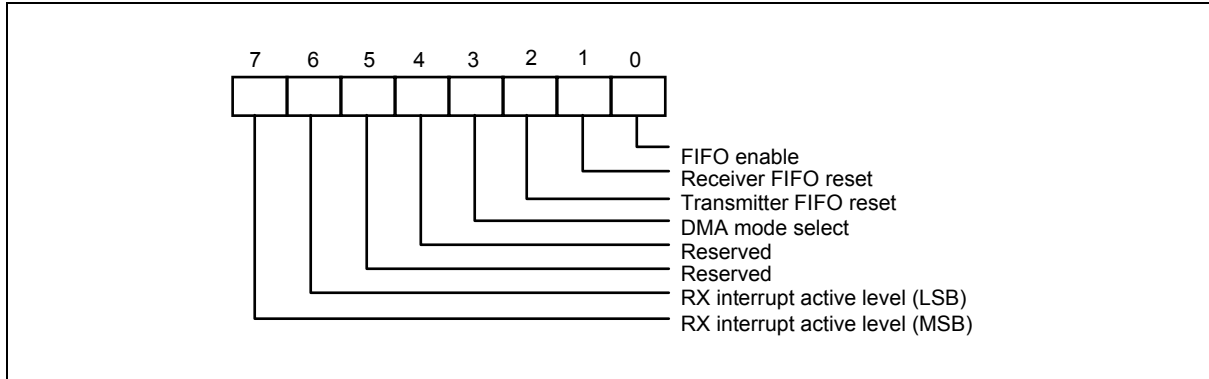 7 6 5 4 3 2 1 0
FIFO enable
Receiver FIFO reset
Transmitter FIFO reset
DMA mode select
Reserved
Reserved
RX interrupt active level (LSB)
RX interrupt active level (MSB)